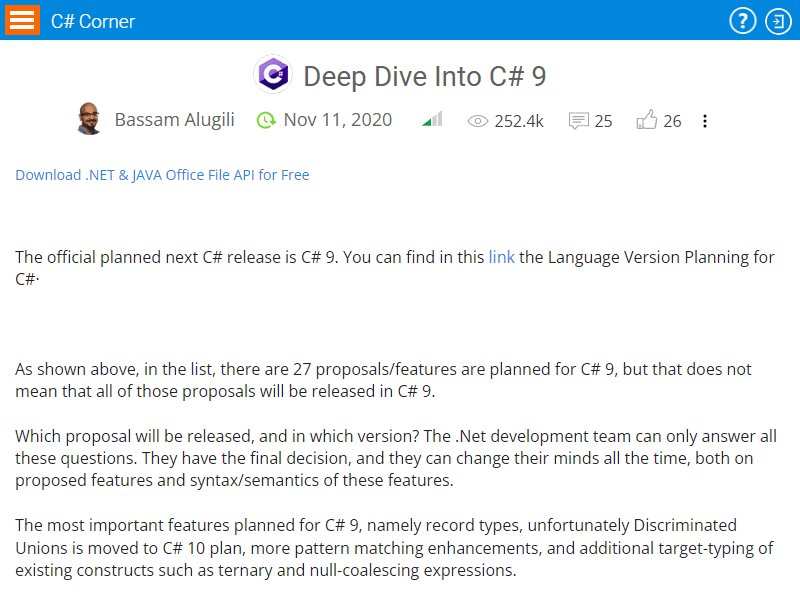 C# Corner
Deep Dive Into C# 9
Bassam Alugili Nov 11, 2020 252.4k 25 26
Download .NET & JAVA Office File API for Free
The official planned next C# release is C# 9. You can find in this link the Language Version Planning for
C#·
As shown above, in the list, there are 27 proposals/features are planned for C# 9, but that does not
mean that all of those proposals will be released in C# 9.
Which proposal will be released, and in which version? The .Net development team can only answer all
these questions. They have the final decision, and they can change their minds all the time, both on
proposed features and syntax/semantics of these features.
The most important features planned for C# 9, namely record types, unfortunately Discriminated
Unions is moved to C# 10 plan, more pattern matching enhancements, and additional target-typing of
existing constructs such as ternary and null-coalescing expressions.